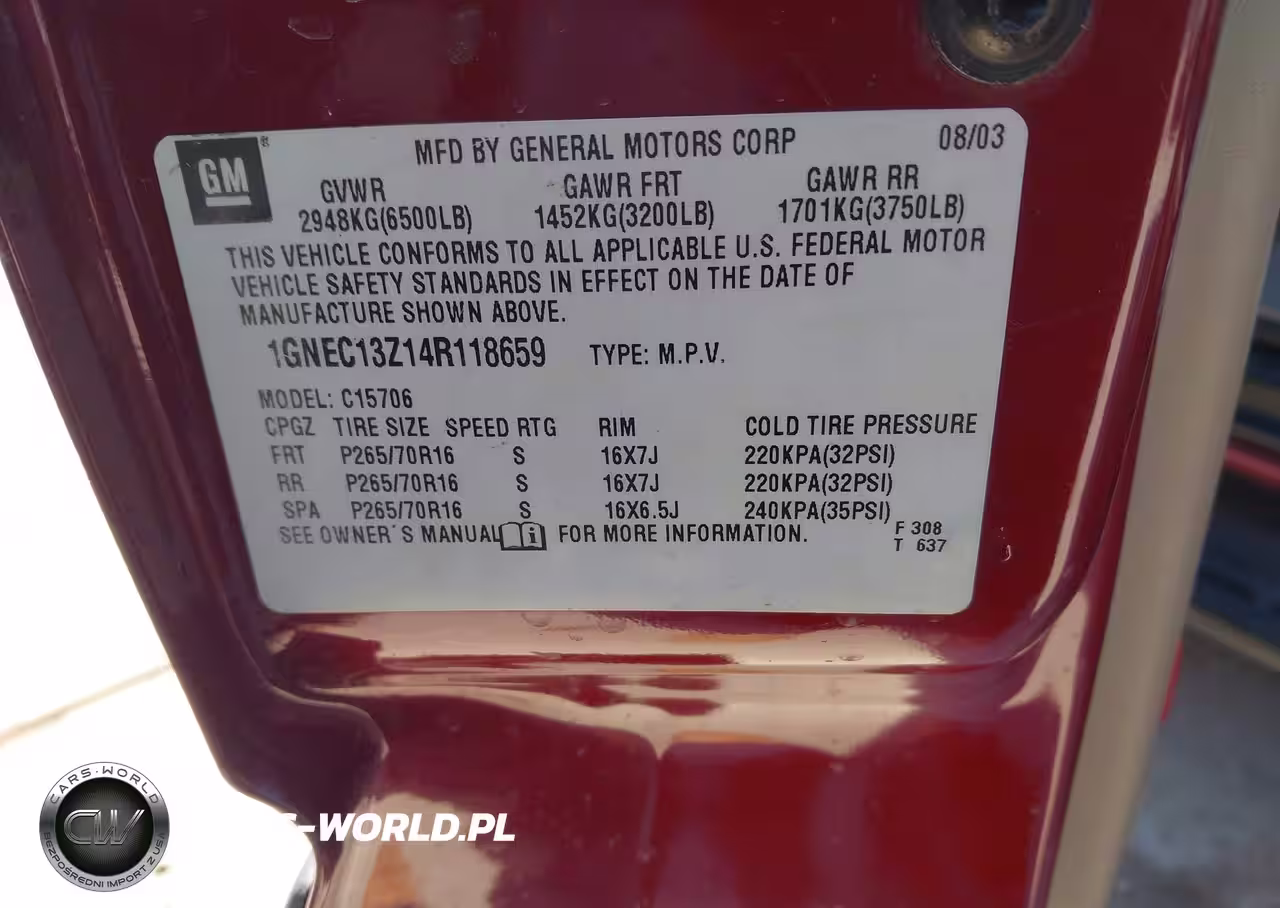 GM®
MFD BY GENERAL MOTORS CORP 08/03
GVWR GAWR FRT GAWR RR
2948KG(6500LB) 1452KG(3200LB) 1701KG(3750LB)
THIS VEHICLE CONFORMS TO ALL APPLICABLE U.S. FEDERAL MOTOR
VEHICLE SAFETY STANDARDS IN EFFECT ON THE DATE OF
MANUFACTURE SHOWN ABOVE.
1GNEC13Z14R118659 TYPE: M.P.V.
MODEL: C15706
CPGZ TIRE SIZE SPEED RTG RIM COLD TIRE PRESSURE
FRT P265/70R16 S 16X7J 220KPA(32PSI)
RR P265/70R16 S 16X7J 220KPA(32PSI)
SPA P265/70R16 S 16X6.5J 240KPA(35PSI)
SEE OWNER'S MANUAL i FOR MORE INFORMATION.
F 308
T 637
CARS-WORLD
CW
BEZPOŚREDNI IMPORT Z USA
S-WORLD.PL